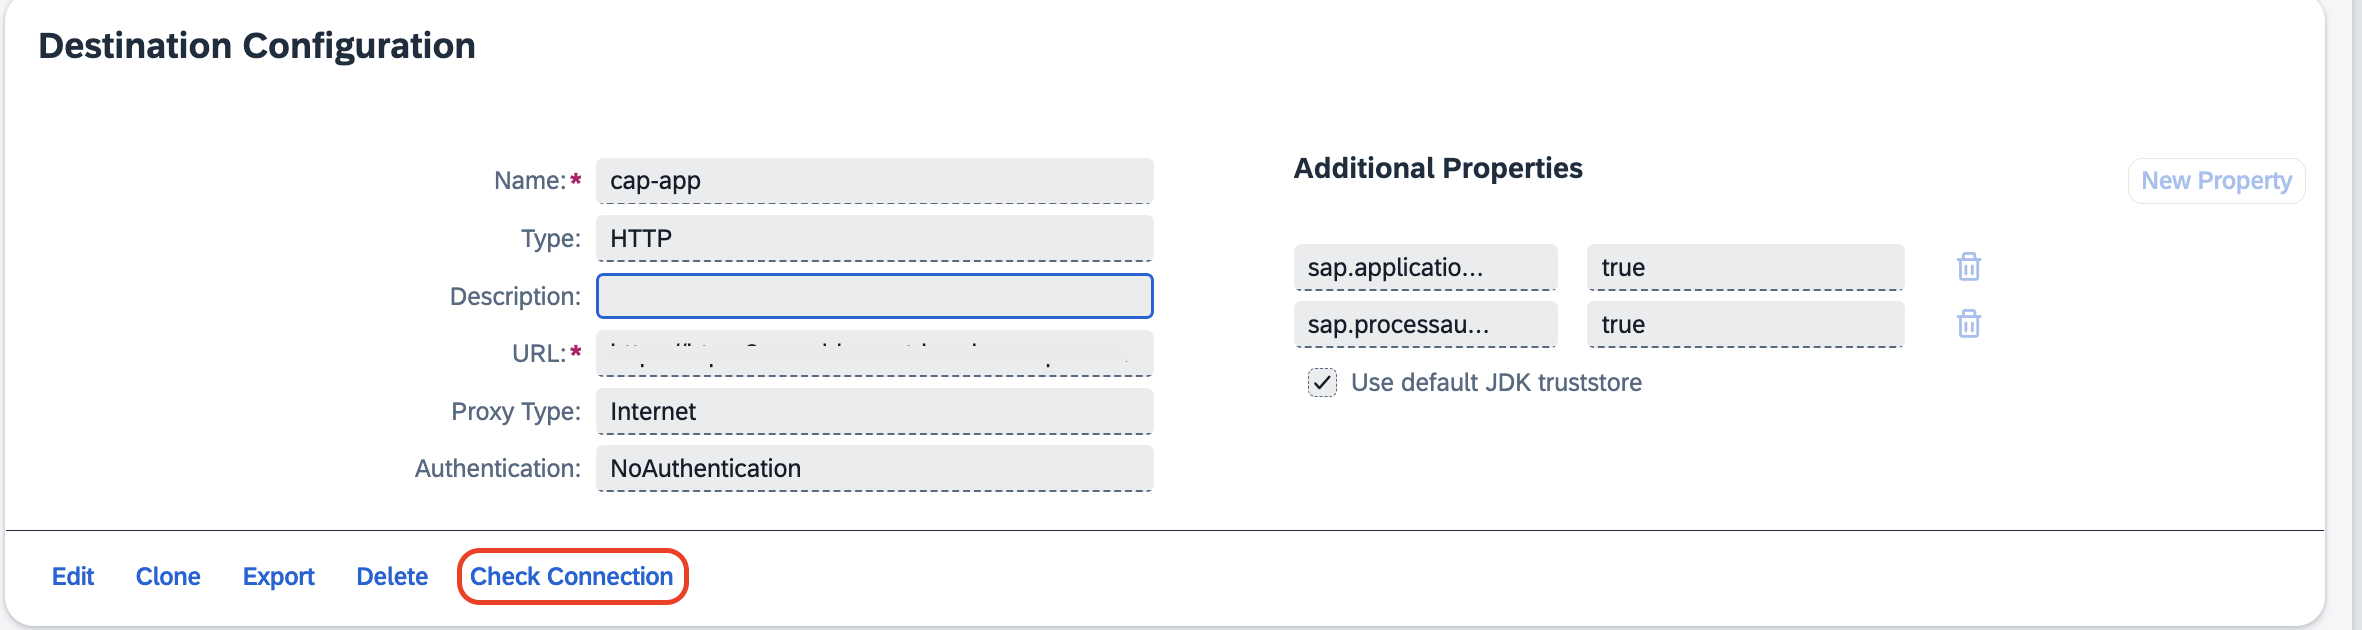 Destination Configuration
Name:* cap-app
Type: HTTP
Description:
URL:*
Proxy Type: Internet
Authentication: NoAuthentication
Additional Properties
New Property
sap.applicatio... true
sap.processau... true
Use default JDK truststore
Edit Clone Export Delete Check Connection